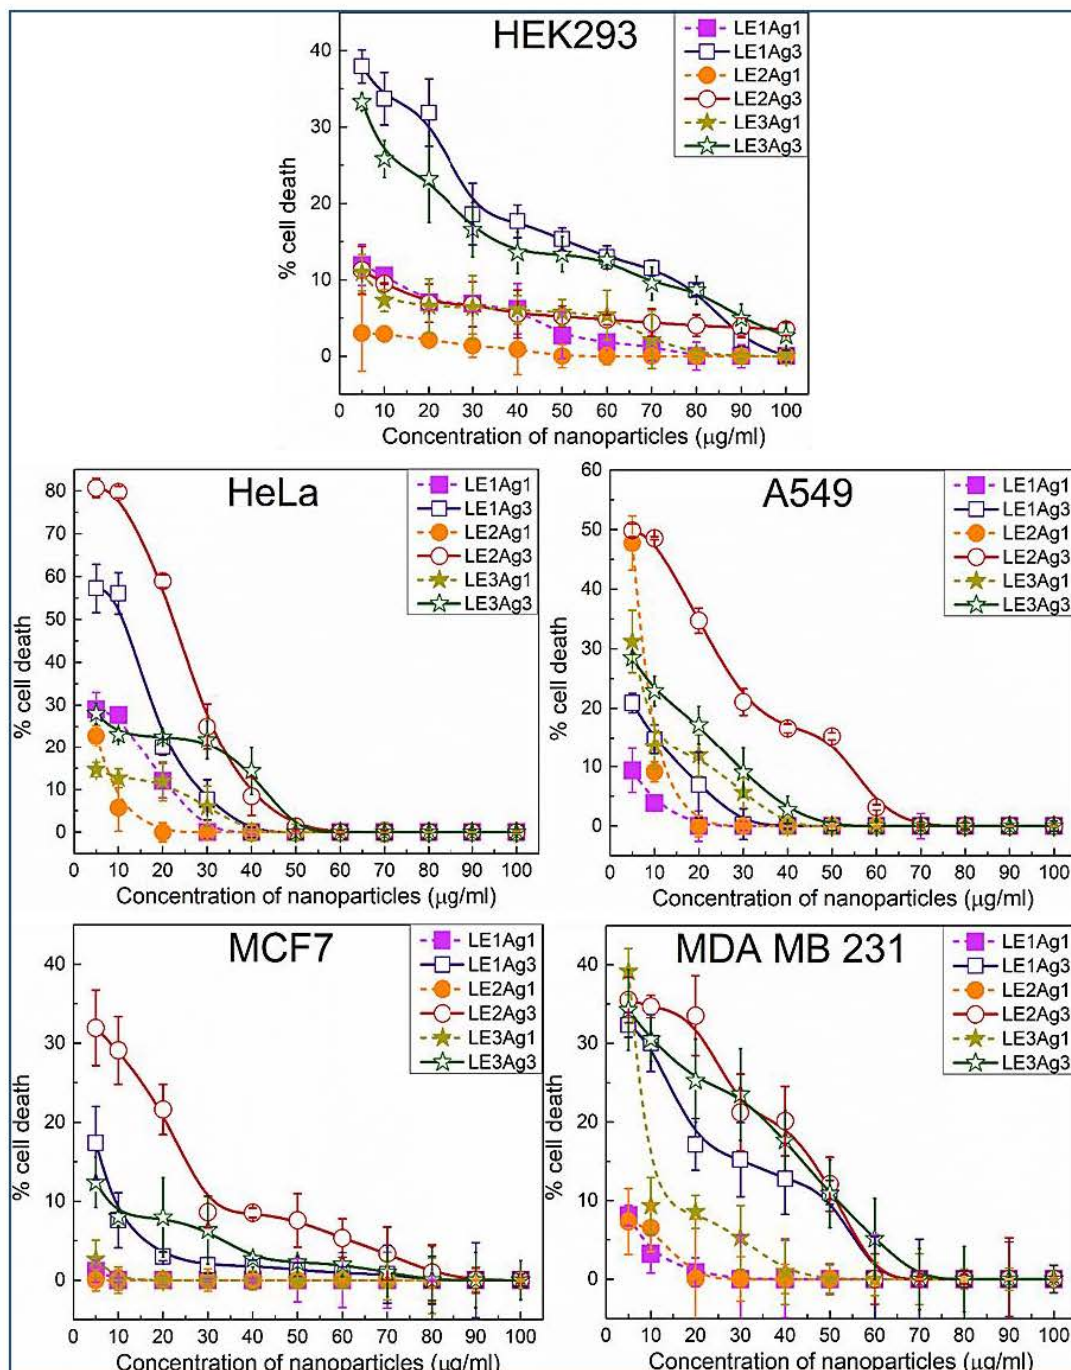 HEK293
LE1Ag1
LE1Ag3
LE2Ag1
LE2Ag3
LE3Ag1
LE3Ag3
% cell death
40
30
20
10
0
0 10 20 30 40 50 60 70 80 90 100
Concentration of nanoparticles (μg/ml)
HeLa
LE1Ag1
LE1Ag3
LE2Ag1
LE2Ag3
LE3Ag1
LE3Ag3
% cell death
80
70
60
50
40
30
20
10
0
0 10 20 30 40 50 60 70 80 90 100
Concentration of nanoparticles (μg/ml)
A549
LE1Ag1
LE1Ag3
LE2Ag1
LE2Ag3
LE3Ag1
LE3Ag3
% cell death
60
50
40
30
20
10
0
0 10 20 30 40 50 60 70 80 90 100
Concentration of nanoparticles (μg/ml)
MCF7
LE1Ag1
LE1Ag3
LE2Ag1
LE2Ag3
LE3Ag1
LE3Ag3
% cell death
40
30
20
10
0
0 10 20 30 40 50 60 70 80 90 100
Concentration of nanoparticles (μg/ml)
MDA MB 231
LE1Ag1
LE1Ag3
LE2Ag1
LE2Ag3
LE3Ag1
LE3Ag3
% cell death
40
30
20
10
0
0 10 20 30 40 50 60 70 80 90 100
Concentration of nanoparticles (μg/ml)